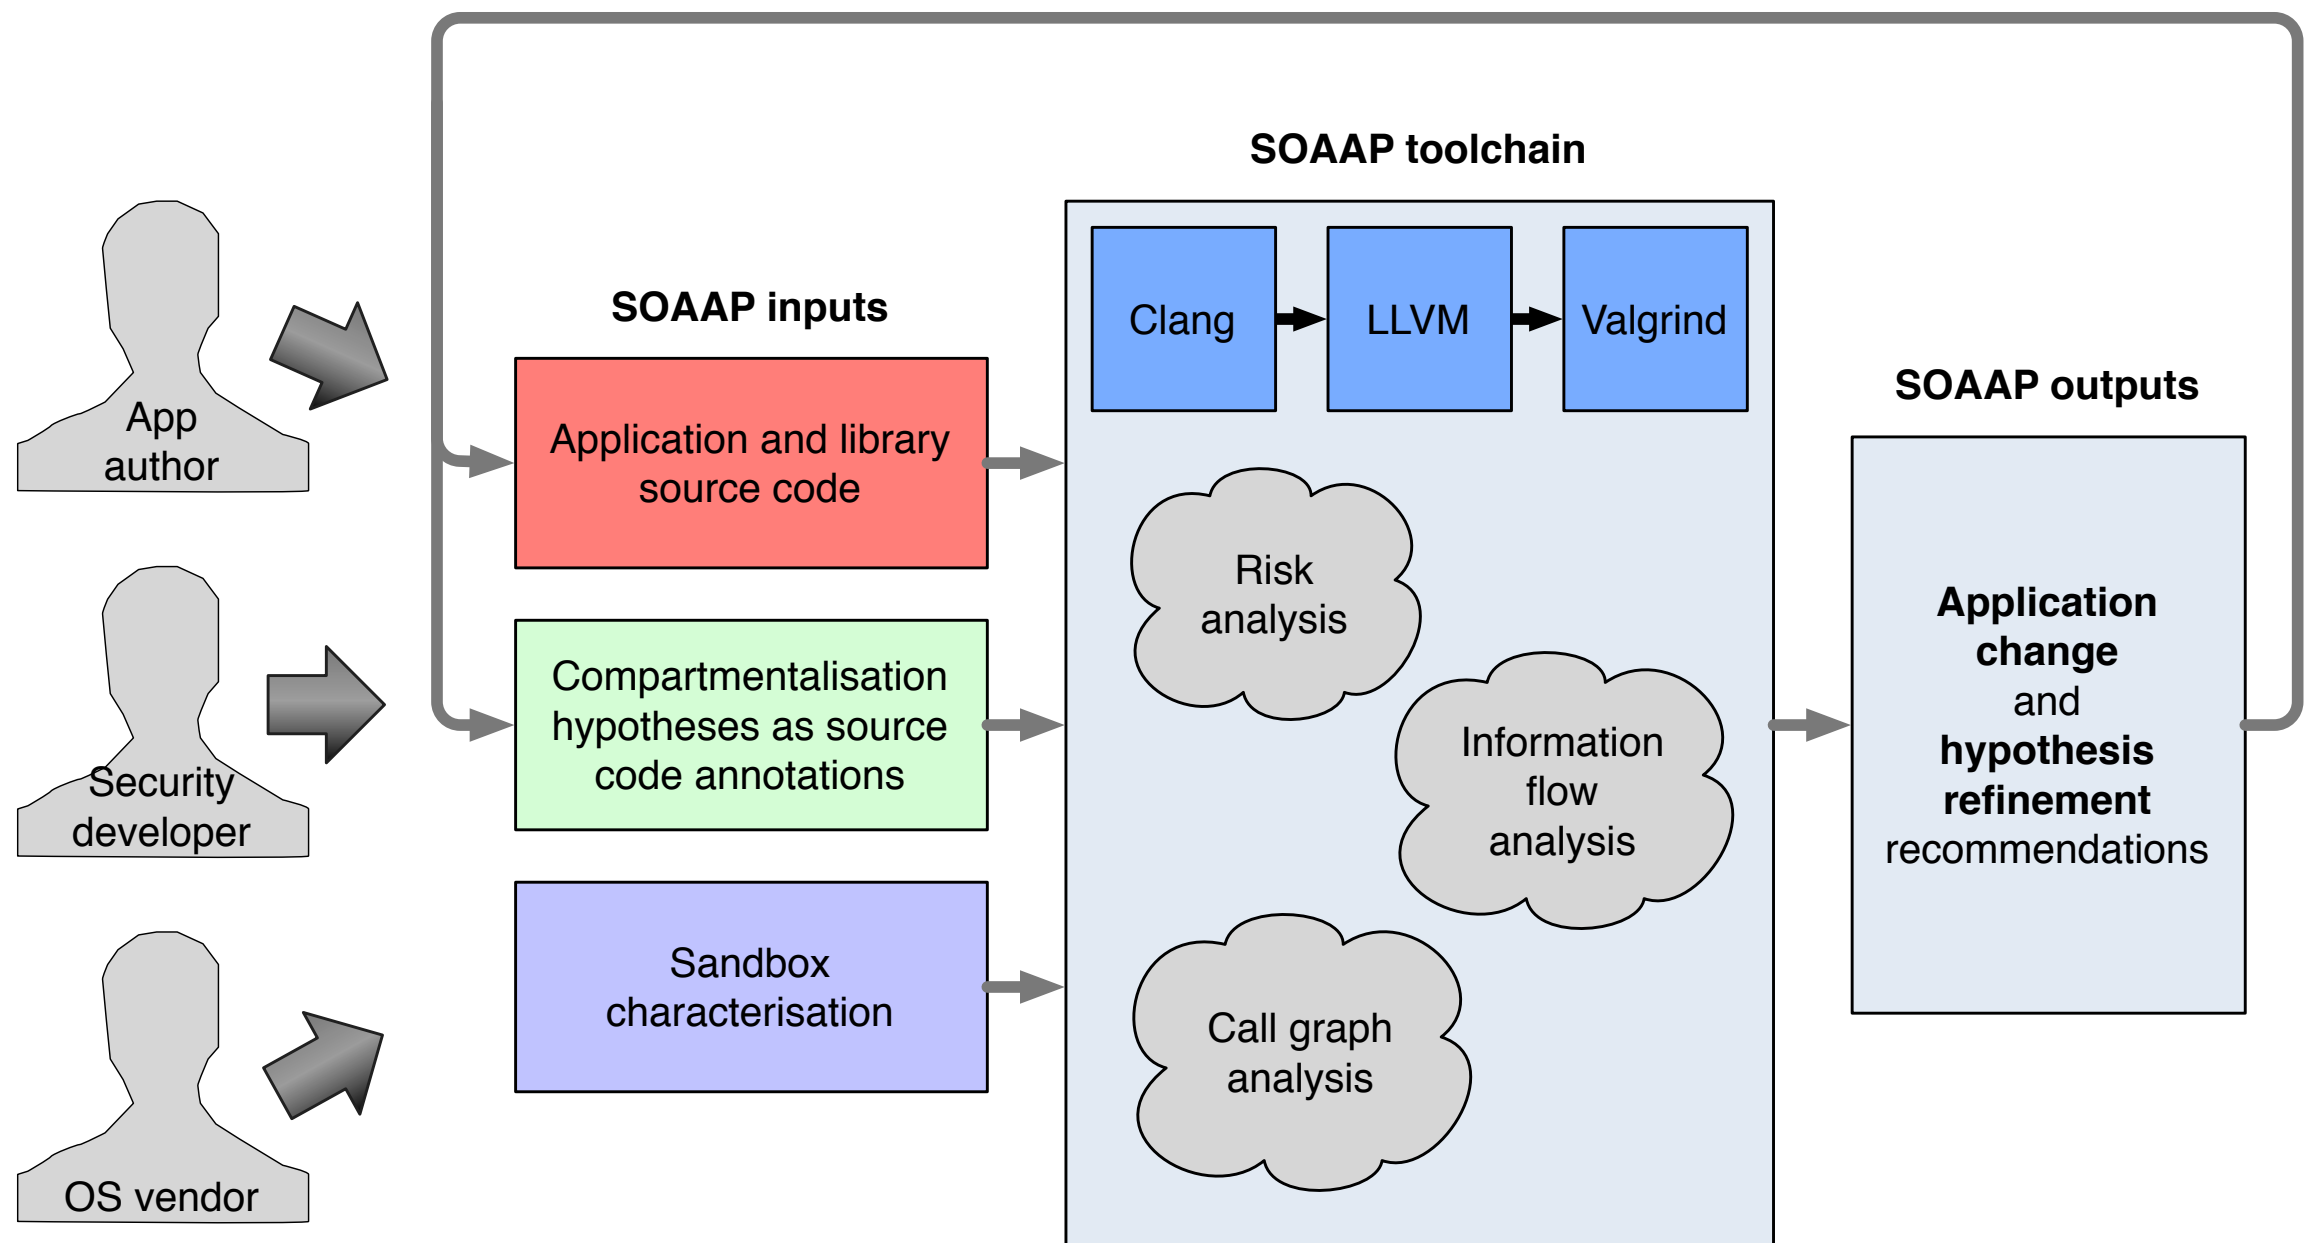 SOAAP toolchain
SOAAP inputs
SOAAP outputs
App
author
Security
developer
OS vendor
Application and library
source code
Compartmentalisation
hypotheses as source
code annotations
Sandbox
characterisation
Clang
LLVM
Valgrind
Risk
analysis
Information
flow
analysis
Call graph
analysis
Application
change
and
hypothesis
refinement
recommendations